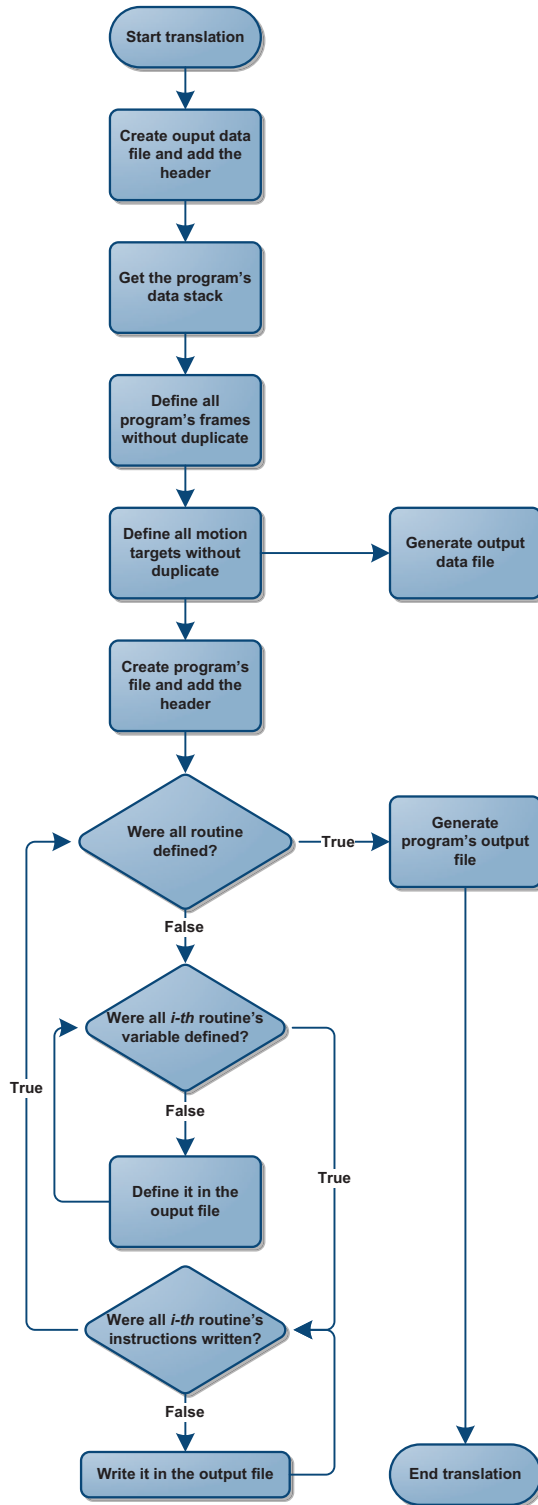 Start translation
Create ouput data
file and add the
header
Get the program's
data stack
Define all
program's frames
without duplicate
Define all motion
targets without
duplicate
Generate output
data file
Create program's
file and add the
header
Were all routine
defined?
True
Generate
program's output
file
False
Were all i-th routine's
variable defined?
True
False
True
Define it in the
ouput file
Were all i-th routine's
instructions written?
False
Write it in the output file
End translation